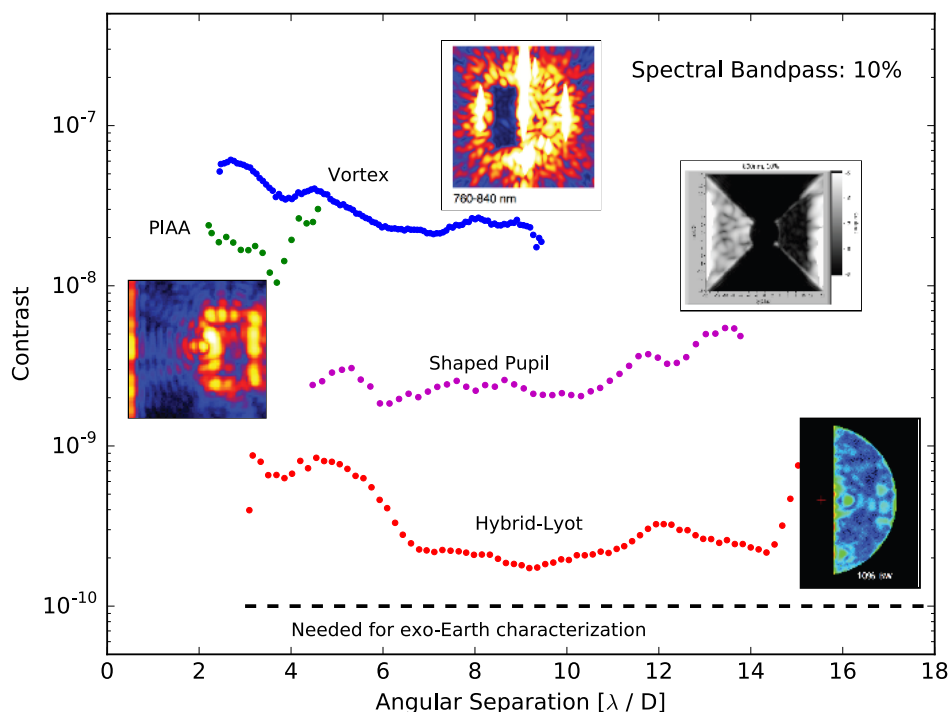 Spectral Bandpass: 10%
10⁻⁷
Vortex
760-840 nm
PIAA
10⁻⁸
Contrast
Shaped Pupil
10⁻⁹
Hybrid-Lyot
10% BW
10⁻¹⁰
Needed for exo-Earth characterization
0 2 4 6 8 10 12 14 16 18
Angular Separation [λ / D]